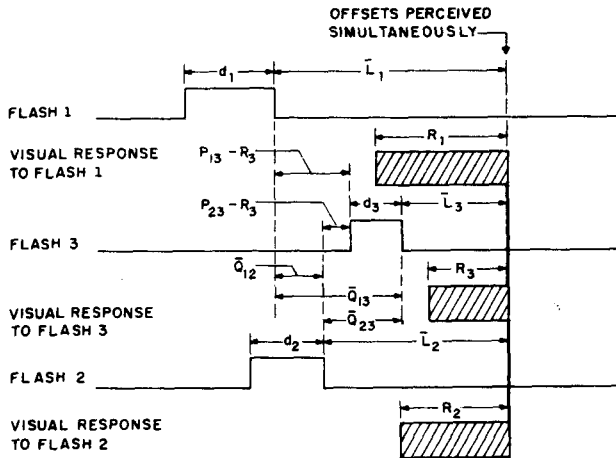 OFFSETS PERCEIVED
SIMULTANEOUSLY
d₁
L̄₁
FLASH 1
VISUAL RESPONSE
TO FLASH 1
R₁
P₁₃ – R₃
P₂₃ – R₃
d₃
L̄₃
FLASH 3
Q̄₁₂
R₃
Q̄₁₃
VISUAL RESPONSE
TO FLASH 3
Q̄₂₃
d₂
L̄₂
FLASH 2
R₂
VISUAL RESPONSE
TO FLASH 2